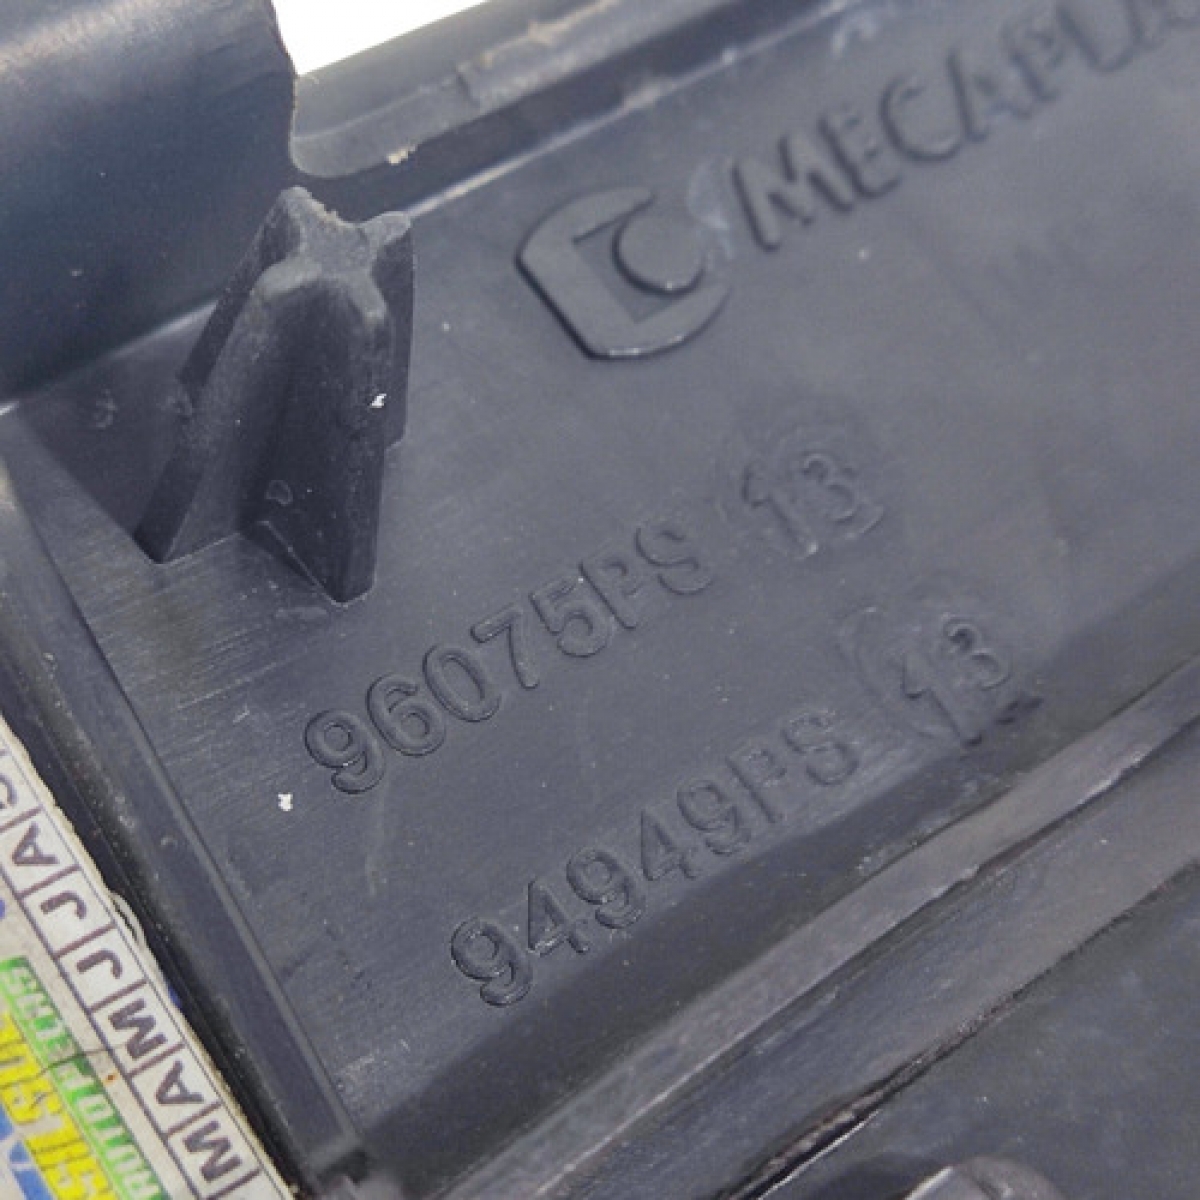 MECAPLA
96075PS 13
94949PS 13
M A M J J A S